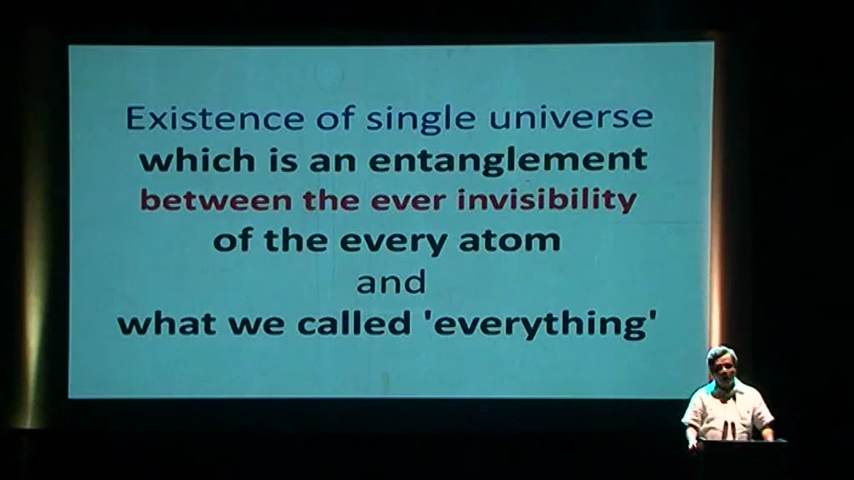 Existence of single universe
which is an entanglement
between the ever invisibility
of the every atom
and
what we called 'everything'